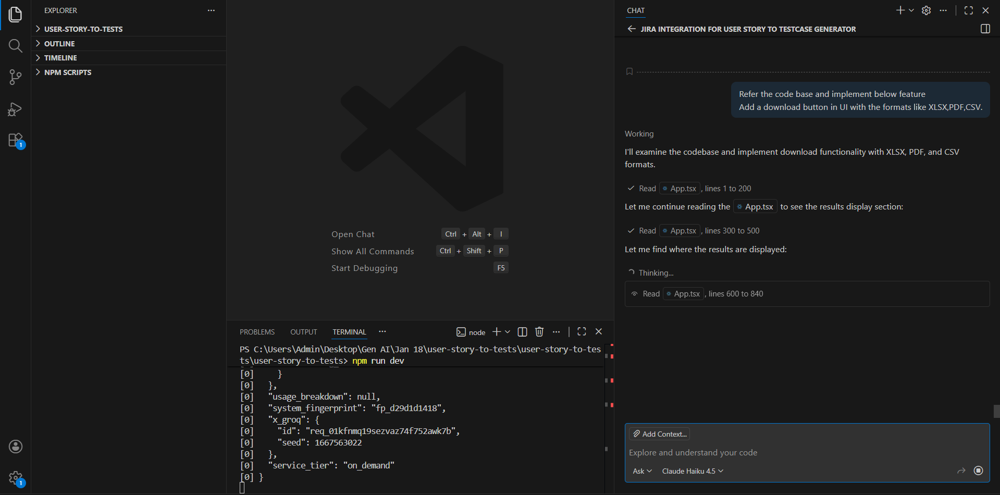 EXPLORER
USER-STORY-TO-TESTS
OUTLINE
TIMELINE
NPM SCRIPTS
1
1
Open Chat Ctrl + Alt + I
Show All Commands Ctrl + Shift + P
Start Debugging F5
PROBLEMS OUTPUT TERMINAL node
PS C:\Users\Admin\Desktop\Gen AI\Jan 18\user-story-to-tests\user-story-to-tes
ts\user-story-to-tests> npm run dev
[0] }
[0] },
[0] "usage_breakdown": null,
[0] "system_fingerprint": "fp_d29d1d1418",
[0] "x_groq": {
[0] "id": "req_01kfnmq19sezvaz74f752awk7b",
[0] "seed": 1667563022
[0] },
[0] "service_tier": "on_demand"
[0] }
CHAT
JIRA INTEGRATION FOR USER STORY TO TESTCASE GENERATOR
Refer the code base and implement below feature
Add a download button in UI with the formats like XLSX,PDF,CSV.
Working
I'll examine the codebase and implement download functionality with XLSX, PDF, and CSV
formats.
Read App.tsx, lines 1 to 200
Let me continue reading the App.tsx to see the results display section:
Read App.tsx, lines 300 to 500
Let me find where the results are displayed:
Thinking...
Read App.tsx, lines 600 to 840
Add Context...
Explore and understand your code
Ask Claude Haiku 4.5